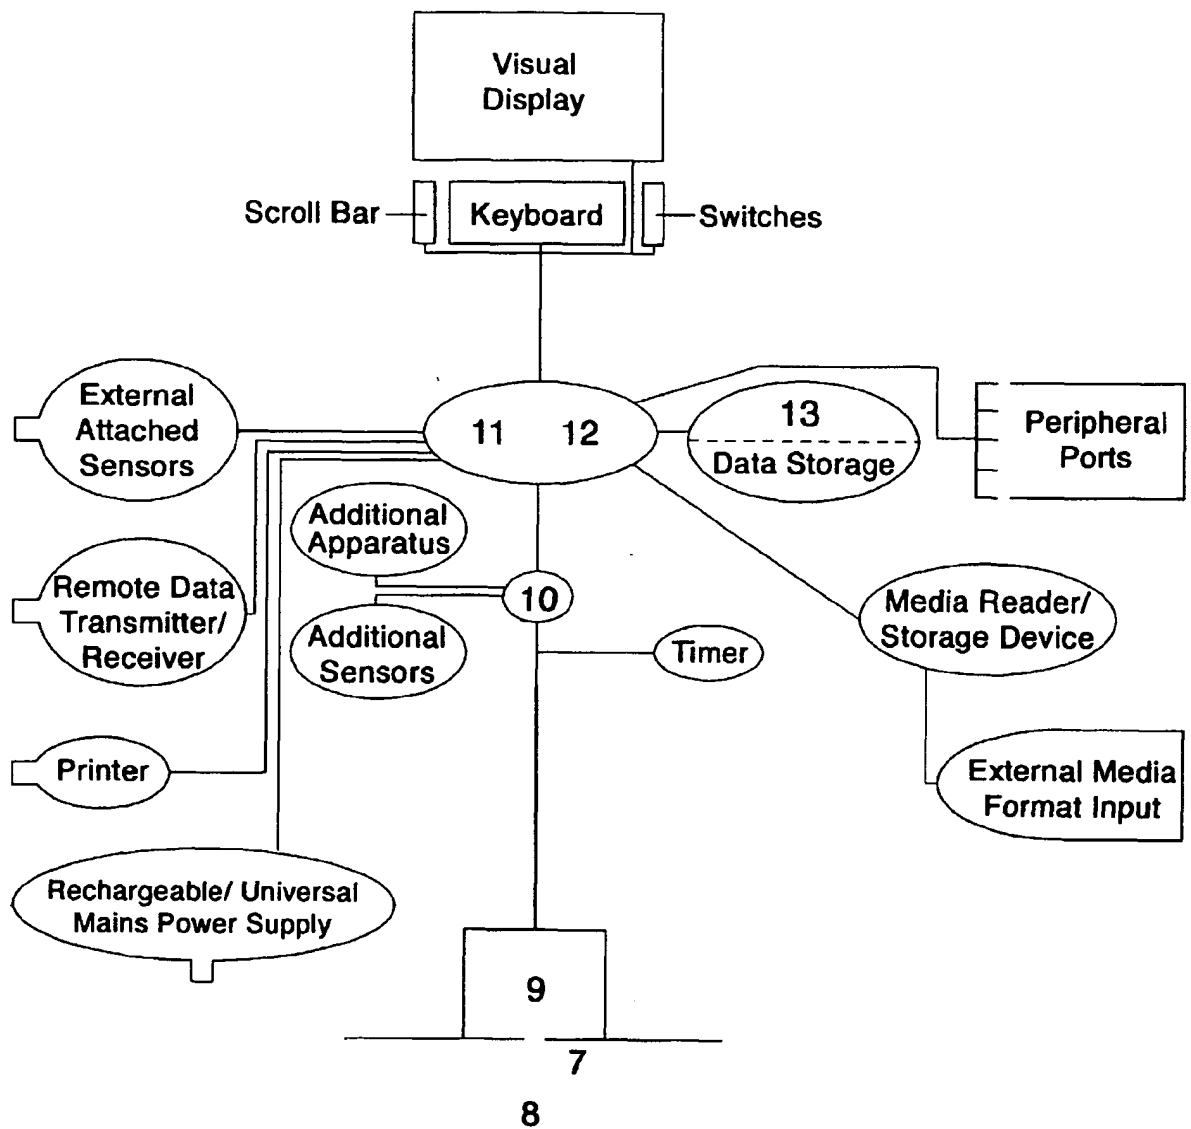 Visual
Display
Scroll Bar
Keyboard
Switches
External
Attached
Sensors
11 12
13
Data Storage
Peripheral
Ports
Additional
Apparatus
10
Remote Data
Transmitter/
Receiver
Additional
Sensors
Timer
Media Reader/
Storage Device
Printer
External Media
Format Input
Rechargeable/ Universal
Mains Power Supply
9
7
8